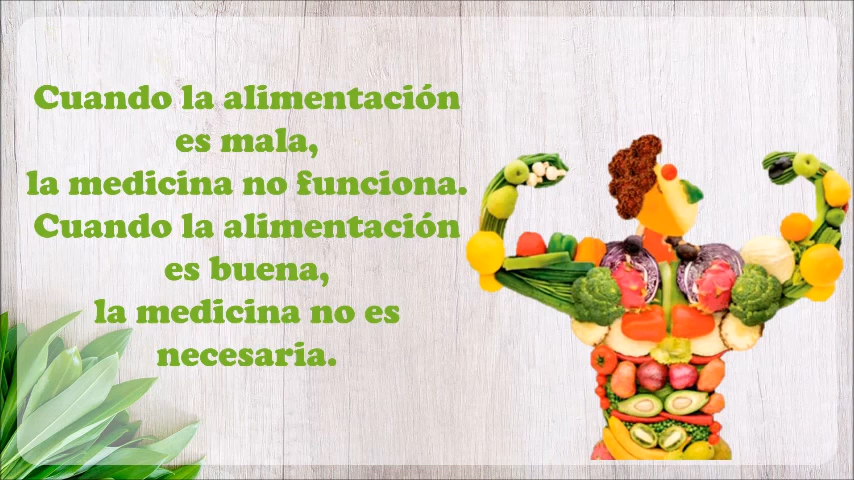 Cuando la alimentación
es mala,
la medicina no funciona.
Cuando la alimentación
es buena,
la medicina no es
necesaria.